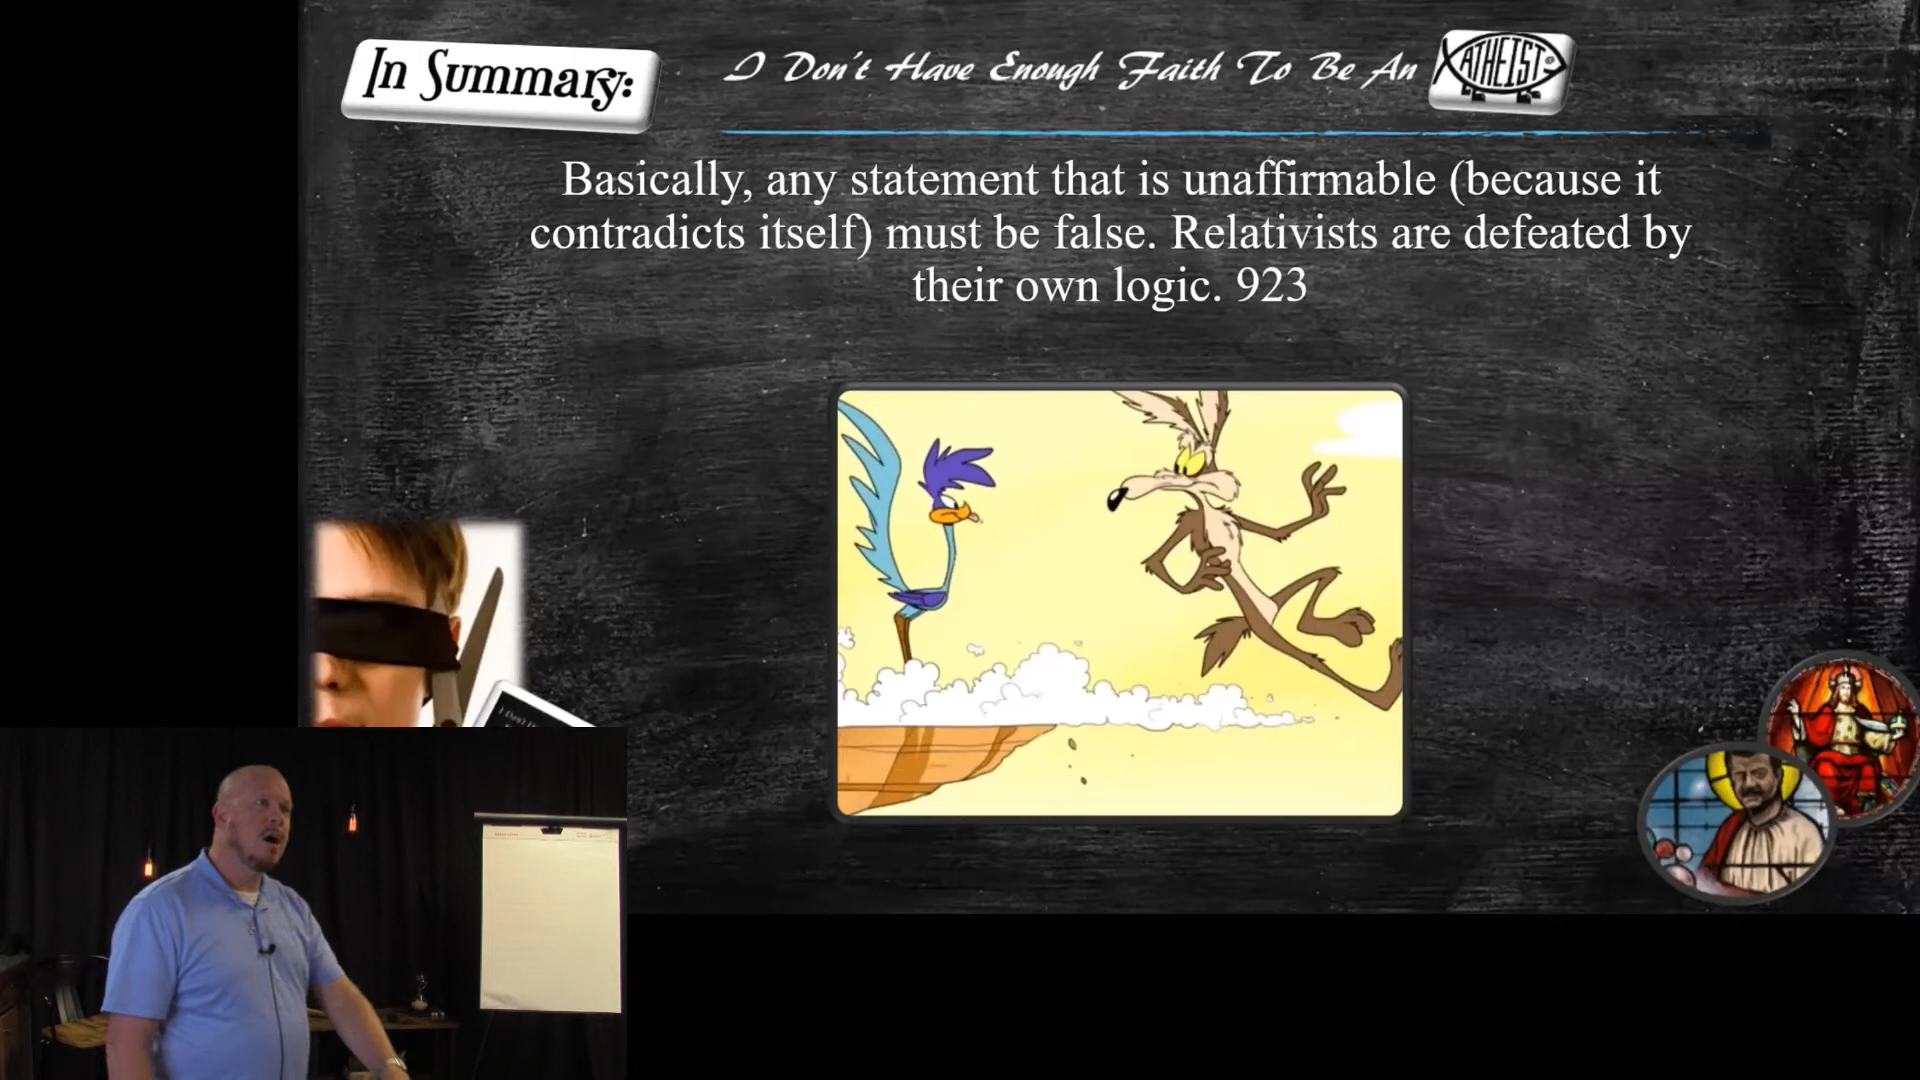 In Summary:
I Don't Have Enough Faith To Be An
ATHEIST
Basically, any statement that is unaffirmable (because it
contradicts itself) must be false. Relativists are defeated by
their own logic. 923